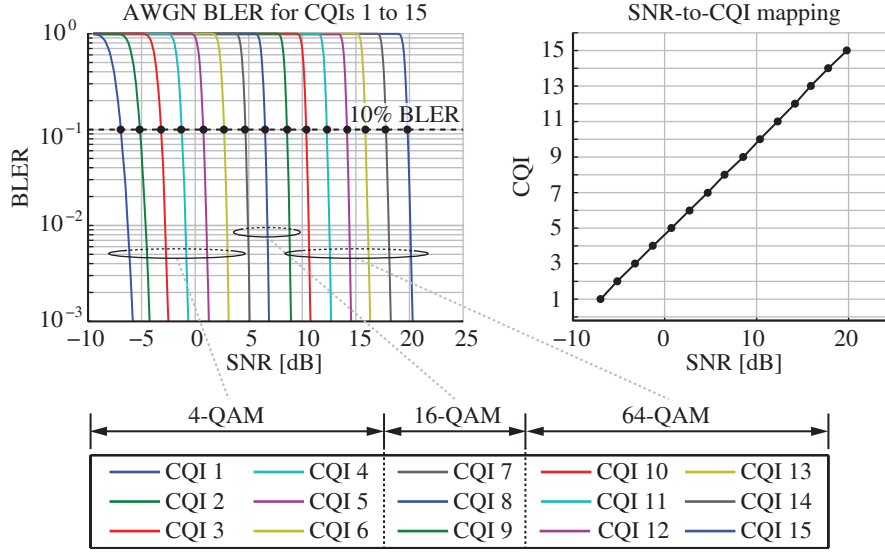 AWGN BLER for CQIs 1 to 15
BLER
10^0
10^-1
10^-2
10^-3
10% BLER
−10 −5 0 5 10 15 20 25
SNR [dB]
SNR-to-CQI mapping
CQI
15
13
11
9
7
5
3
1
−10 0 10 20
SNR [dB]
4-QAM 16-QAM 64-QAM
CQI 1 CQI 4 CQI 7 CQI 10 CQI 13
CQI 2 CQI 5 CQI 8 CQI 11 CQI 14
CQI 3 CQI 6 CQI 9 CQI 12 CQI 15